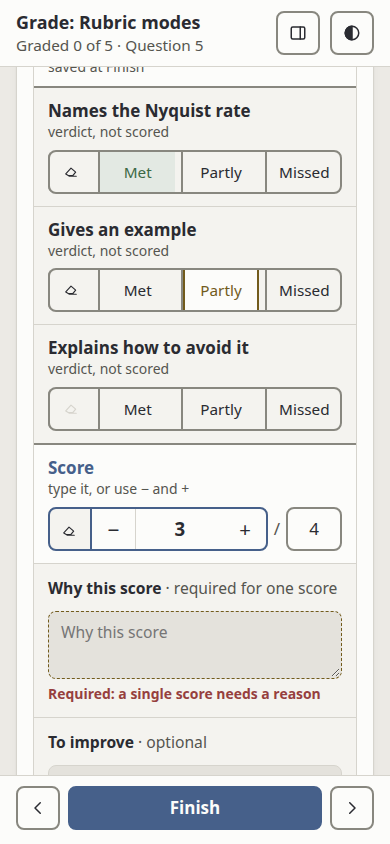 Grade: Rubric modes
Graded 0 of 5 · Question 5
saved at Finish
Names the Nyquist rate
verdict, not scored
Met Partly Missed
Gives an example
verdict, not scored
Met Partly Missed
Explains how to avoid it
verdict, not scored
Met Partly Missed
Score
type it, or use − and +
− 3 + / 4
Why this score · required for one score
Why this score
Required: a single score needs a reason
To improve · optional
Finish